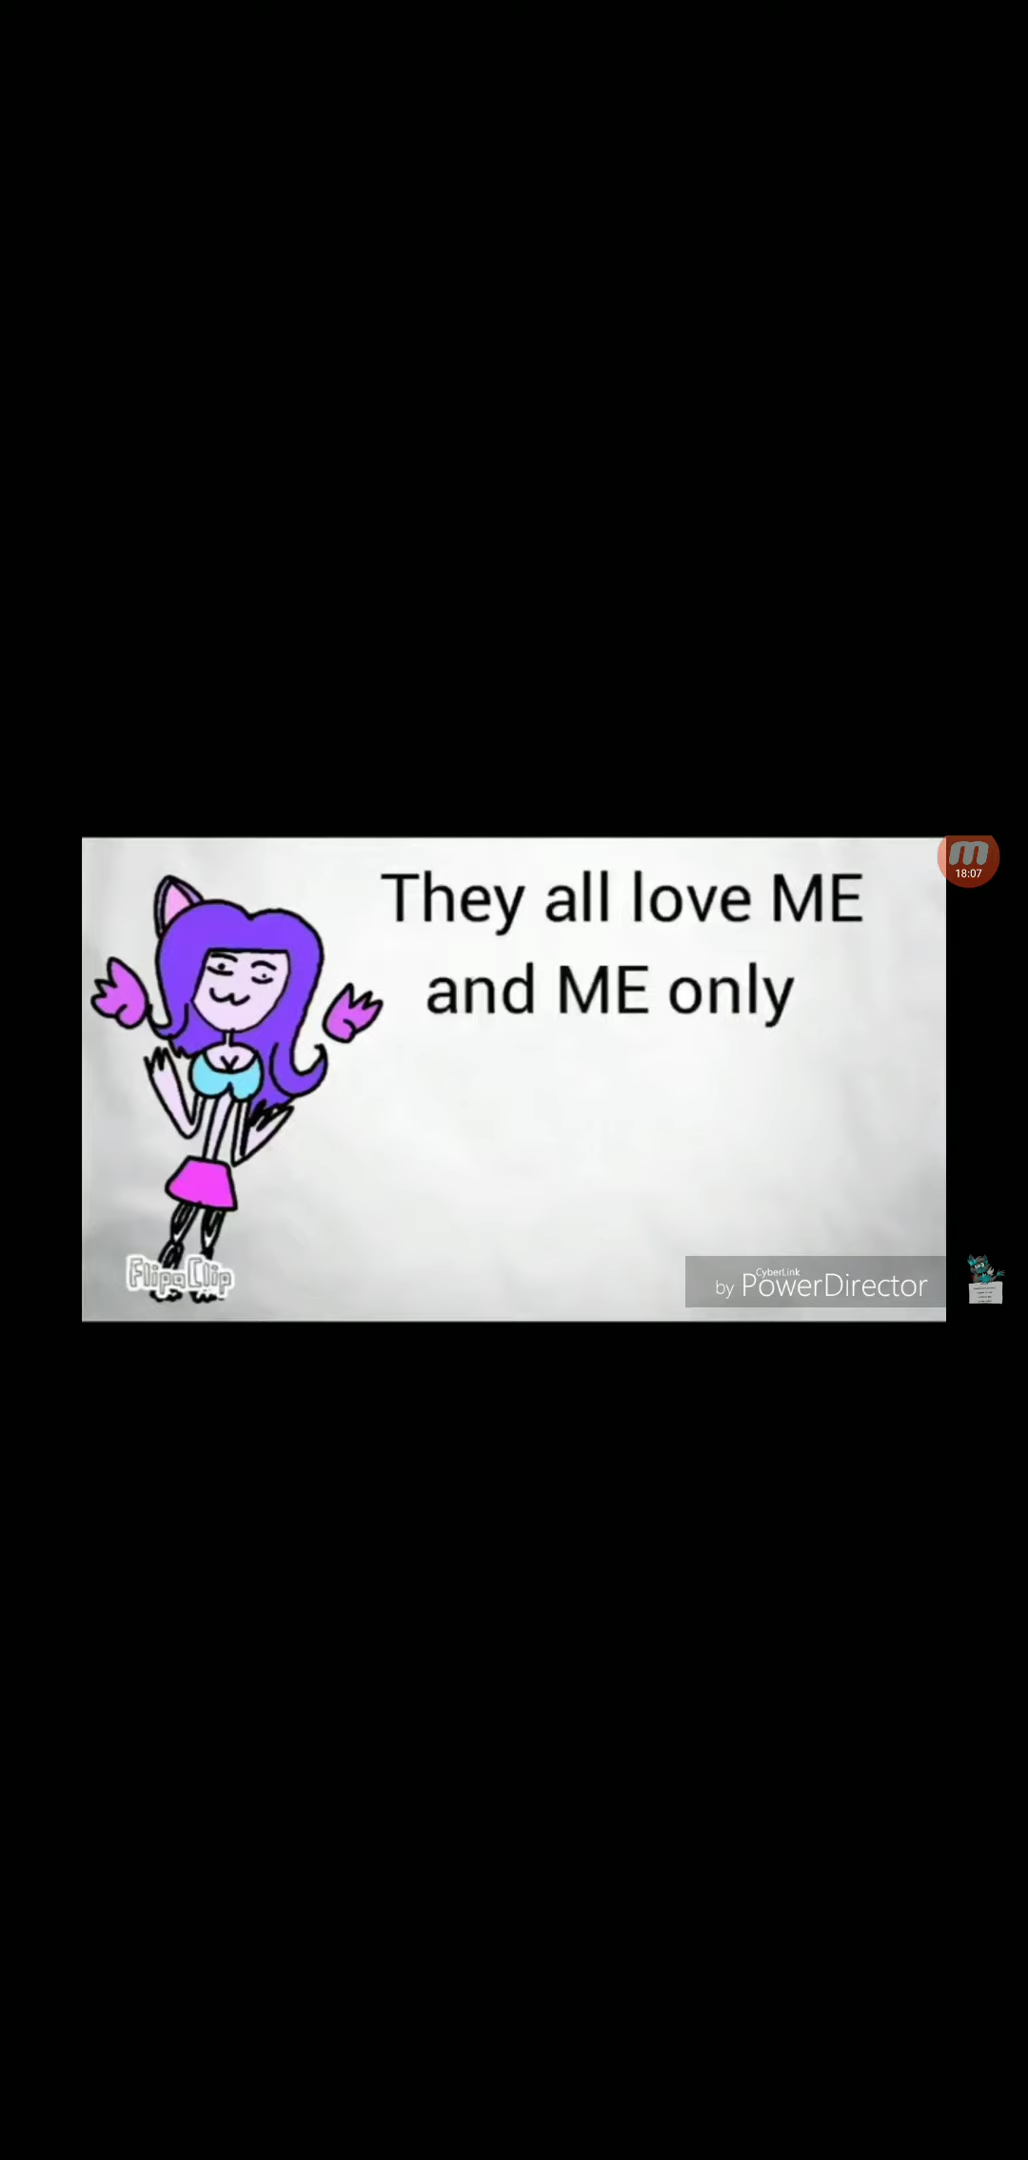 They all love ME
and ME only
m
18:07
FlipaClip
CyberLink
by PowerDirector